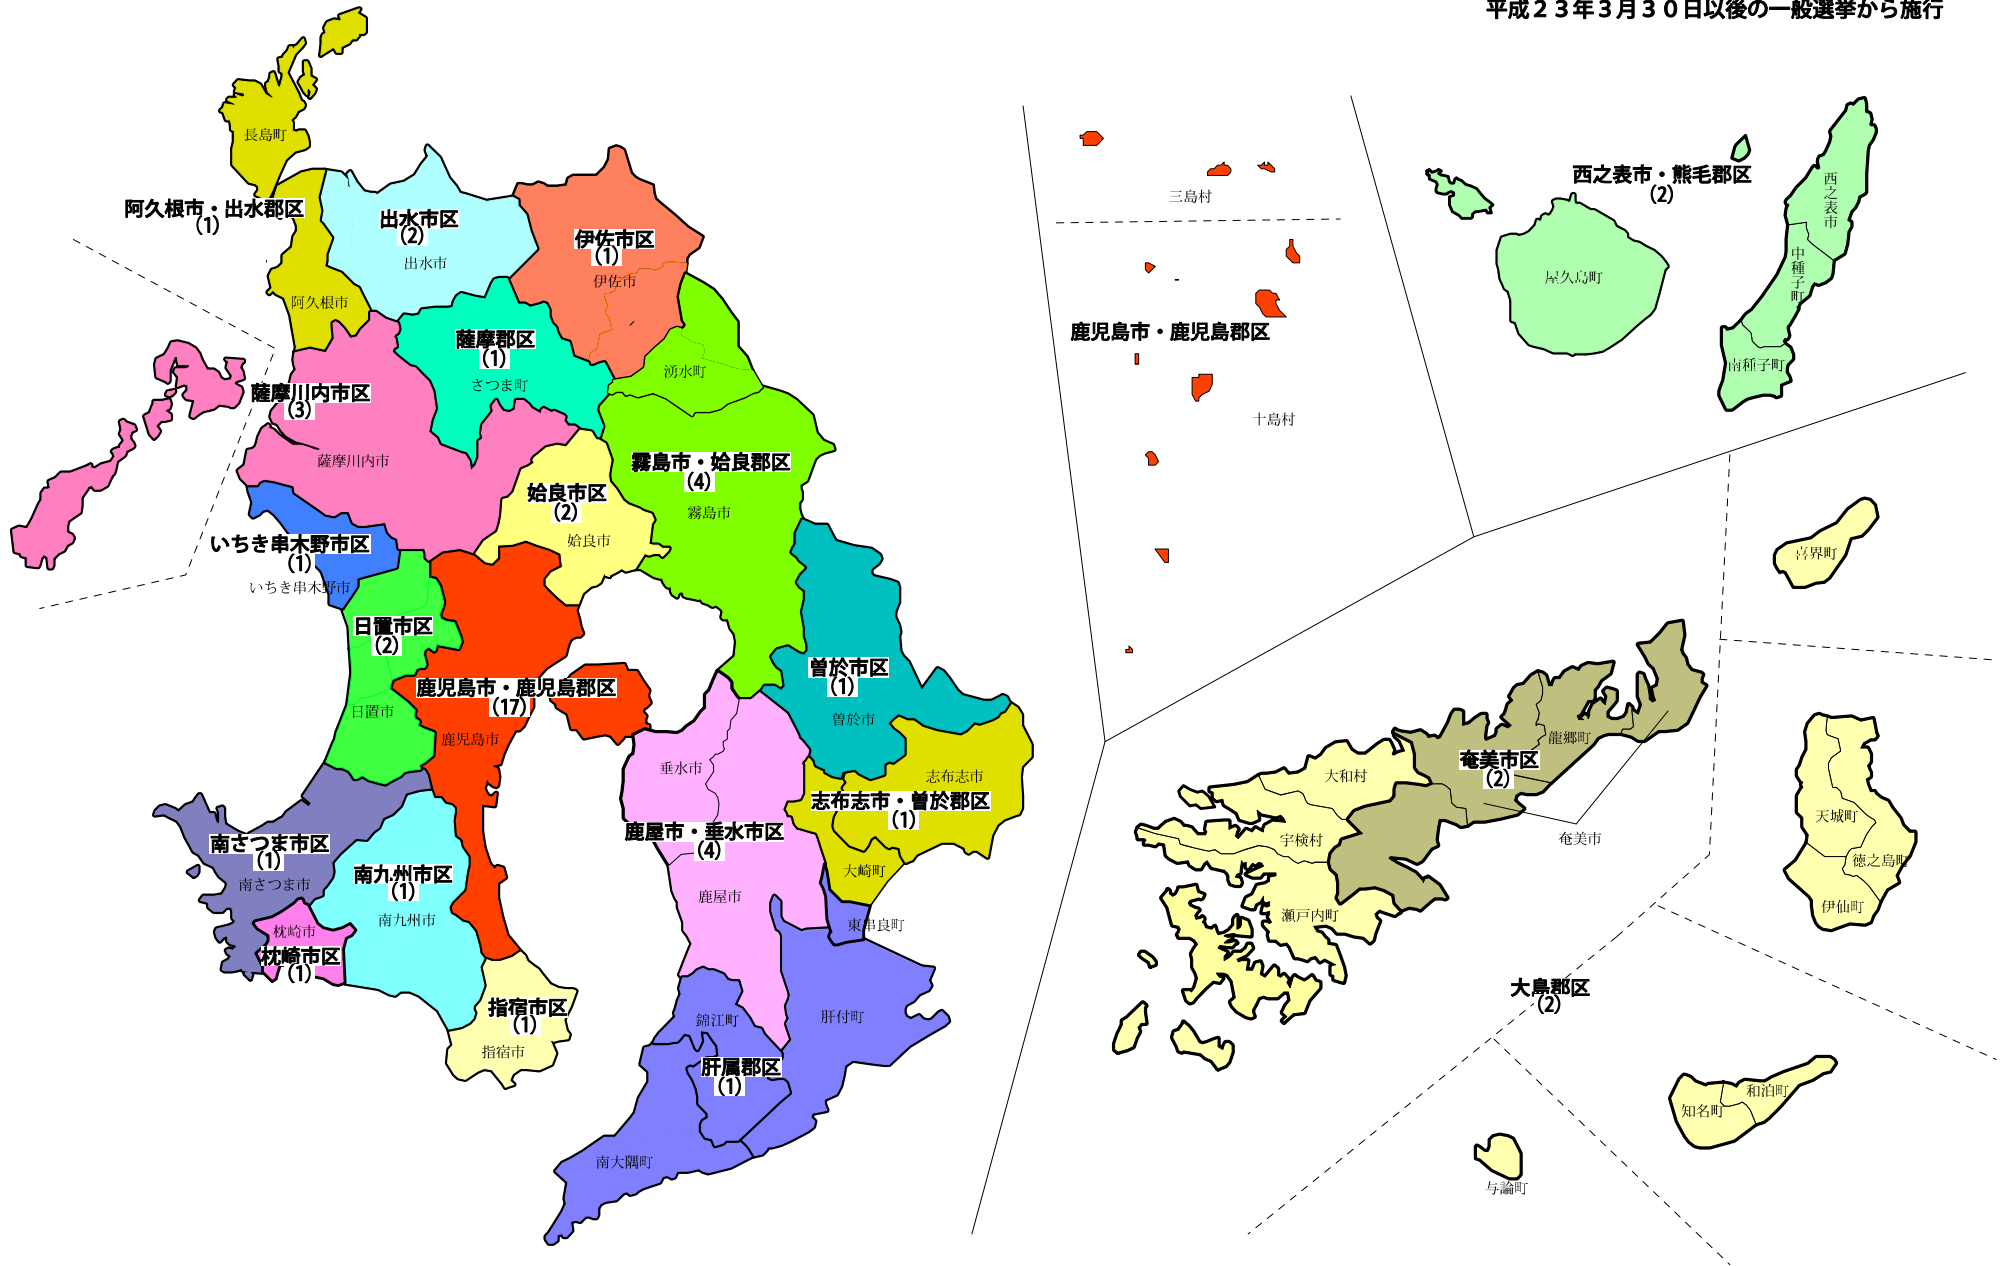 平成２３年３月３０日以後の一般選挙から施行
長島町
阿久根市・出水郡区
(1)
阿久根市
出水市区
(2)
出水市
伊佐市区
(1)
伊佐市
薩摩郡区
(1)
さつま町
湧水町
薩摩川内市区
(3)
薩摩川内市
霧島市・姶良郡区
(4)
霧島市
姶良市区
(2)
姶良市
いちき串木野市区
(1)
いちき串木野市
日置市区
(2)
日置市
鹿児島市・鹿児島郡区
(17)
鹿児島市
曽於市区
(1)
曽於市
垂水市
志布志市
志布志市・曽於郡区
(1)
大崎町
鹿屋市・垂水市区
(4)
鹿屋市
東串良町
南さつま市区
(1)
南さつま市
南九州市区
(1)
南九州市
枕崎市
枕崎市区
(1)
指宿市区
(1)
指宿市
錦江町
肝付町
肝属郡区
(1)
南大隅町
三島村
鹿児島市・鹿児島郡区
十島村
西之表市・熊毛郡区
(2)
西之表市
中種子町
南種子町
屋久島町
喜界町
龍郷町
奄美市区
(2)
奄美市
大和村
宇検村
瀬戸内町
大島郡区
(2)
天城町
徳之島町
伊仙町
和泊町
知名町
与論町